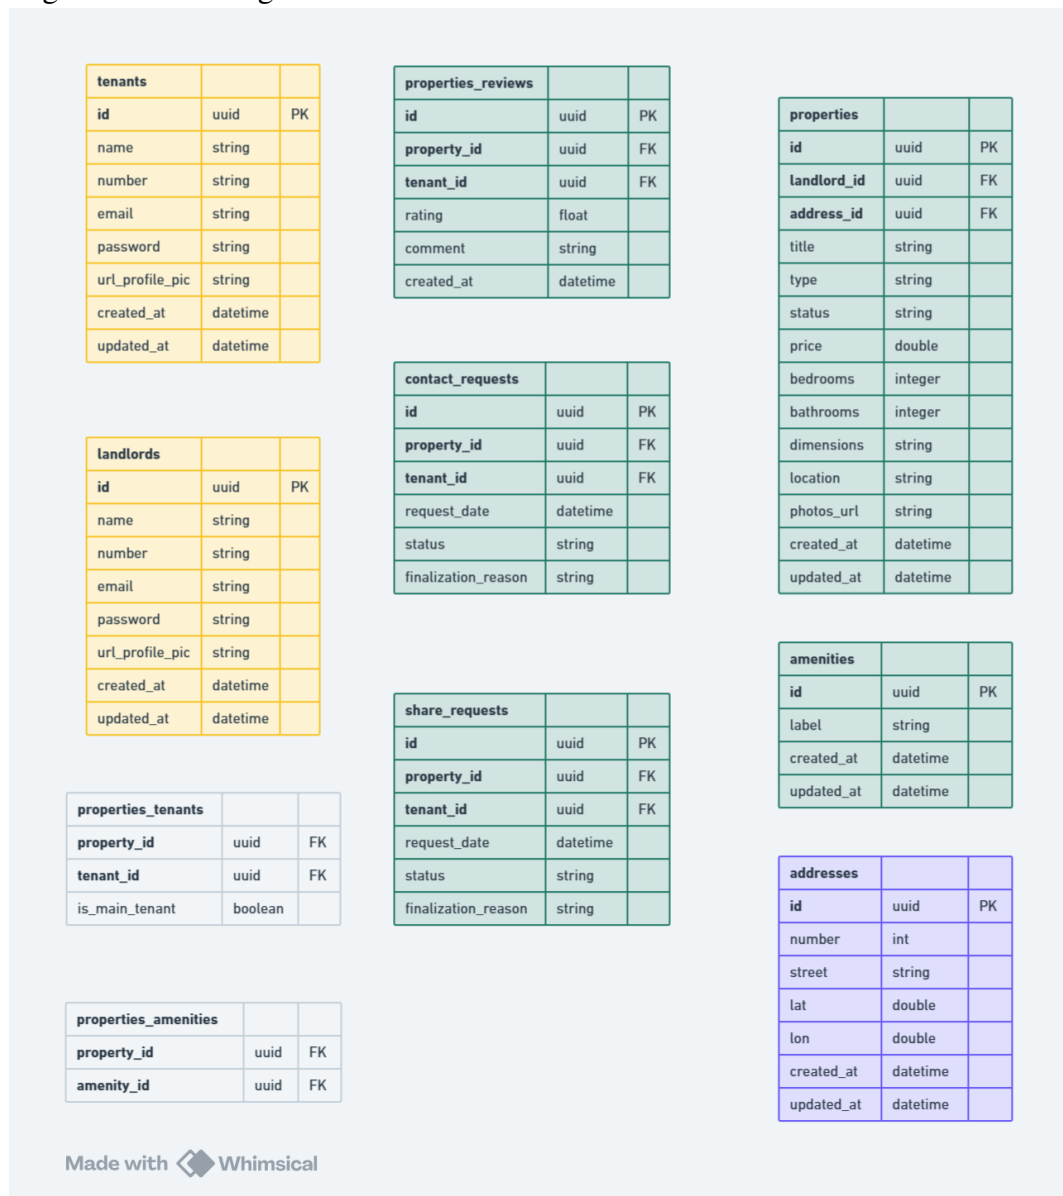 tenants
id uuid PK
name string
number string
email string
password string
url_profile_pic string
created_at datetime
updated_at datetime
landlords
id uuid PK
name string
number string
email string
password string
url_profile_pic string
created_at datetime
updated_at datetime
properties_tenants
property_id uuid FK
tenant_id uuid FK
is_main_tenant boolean
properties_amenities
property_id uuid FK
amenity_id uuid FK
properties_reviews
id uuid PK
property_id uuid FK
tenant_id uuid FK
rating float
comment string
created_at datetime
contact_requests
id uuid PK
property_id uuid FK
tenant_id uuid FK
request_date datetime
status string
finalization_reason string
share_requests
id uuid PK
property_id uuid FK
tenant_id uuid FK
request_date datetime
status string
finalization_reason string
properties
id uuid PK
landlord_id uuid FK
address_id uuid FK
title string
type string
status string
price double
bedrooms integer
bathrooms integer
dimensions string
location string
photos_url string
created_at datetime
updated_at datetime
amenities
id uuid PK
label string
created_at datetime
updated_at datetime
addresses
id uuid PK
number int
street string
lat double
lon double
created_at datetime
updated_at datetime
Made with Whimsical